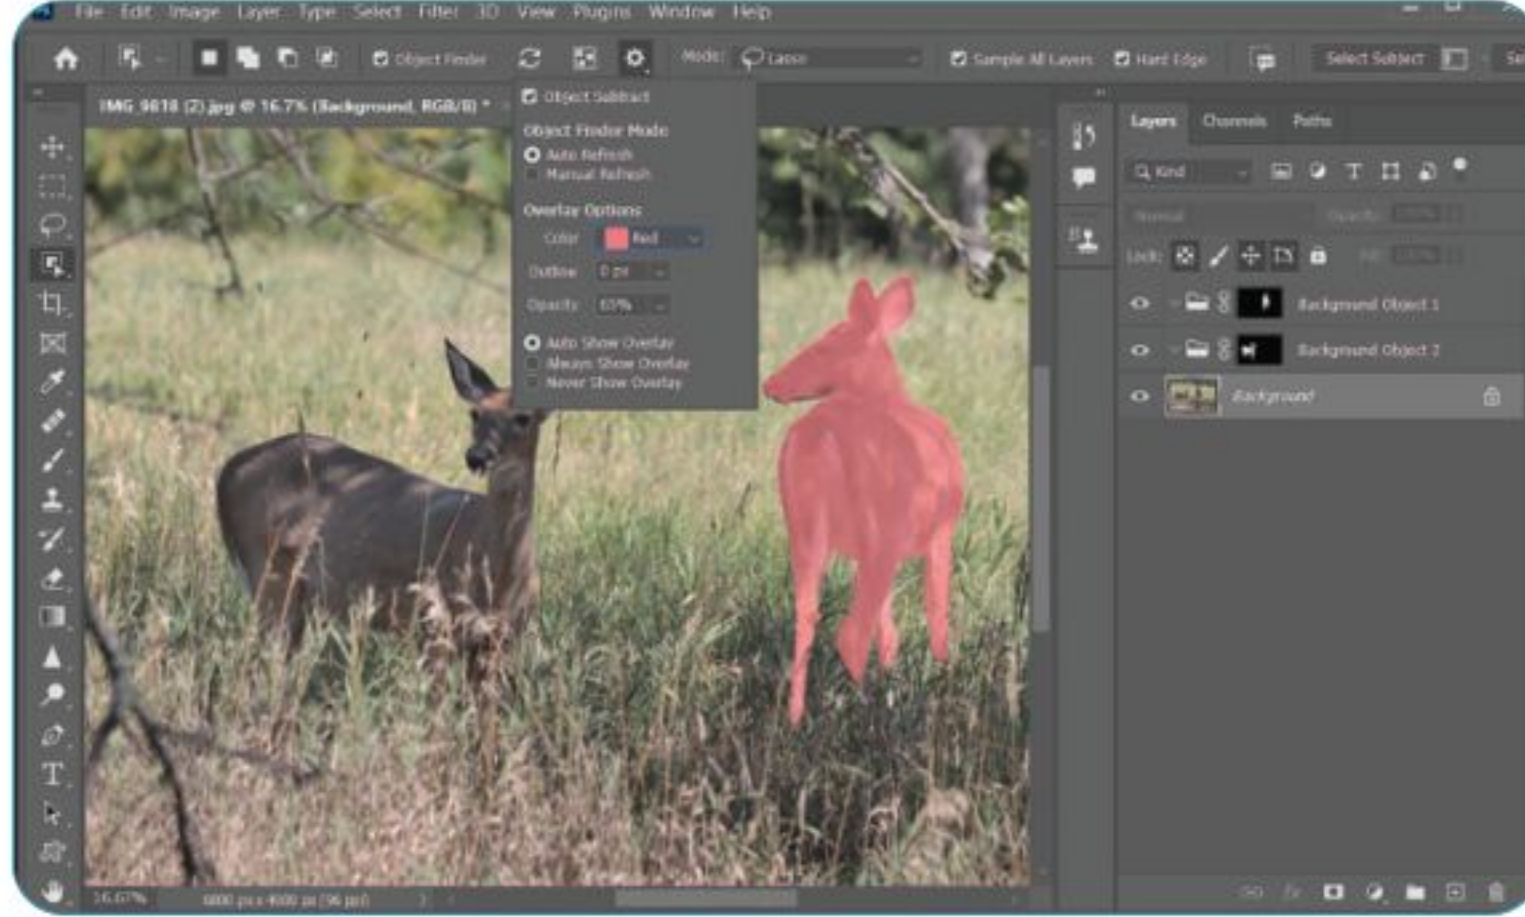 File Edit Image Layer Type Select Filter 3D View Plugins Window Help
Object Finder Mode: Lasso Sample All Layers Hard Edge Select Subject
IMG_9818 (2).jpg @ 16.7% (Background, RGB/8) *
Object Subtract
Object Finder Mode
Auto Refresh
Manual Refresh
Overlay Options
Color Red
Outline 0 px
Opacity 65%
Auto Show Overlay
Always Show Overlay
Never Show Overlay
Layers Channels Paths
Kind
Normal Opacity:
Lock:
Background Object 1
Background Object 2
Background
16.67%